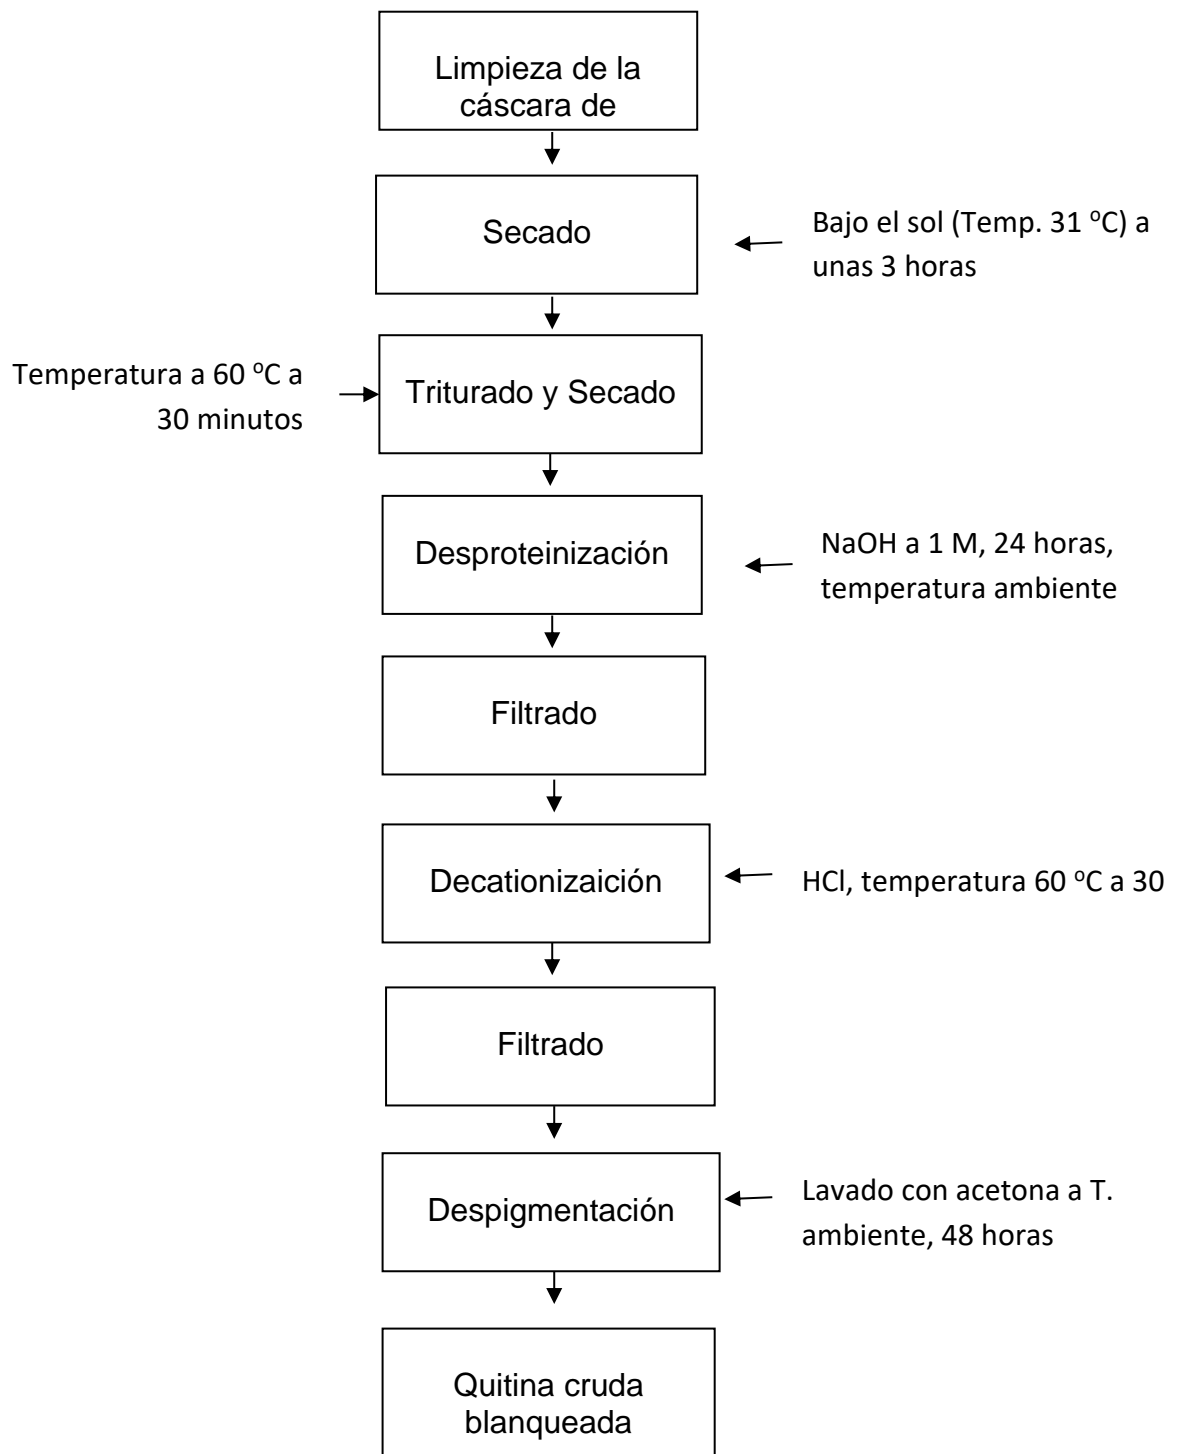 Limpieza de la
cáscara de
Secado
Bajo el sol (Temp. 31 ºC) a
unas 3 horas
Temperatura a 60 ºC a
30 minutos
Triturado y Secado
Desproteinización
NaOH a 1 M, 24 horas,
temperatura ambiente
Filtrado
Decationizaición
HCl, temperatura 60 ºC a 30
Filtrado
Despigmentación
Lavado con acetona a T.
ambiente, 48 horas
Quitina cruda
blanqueada